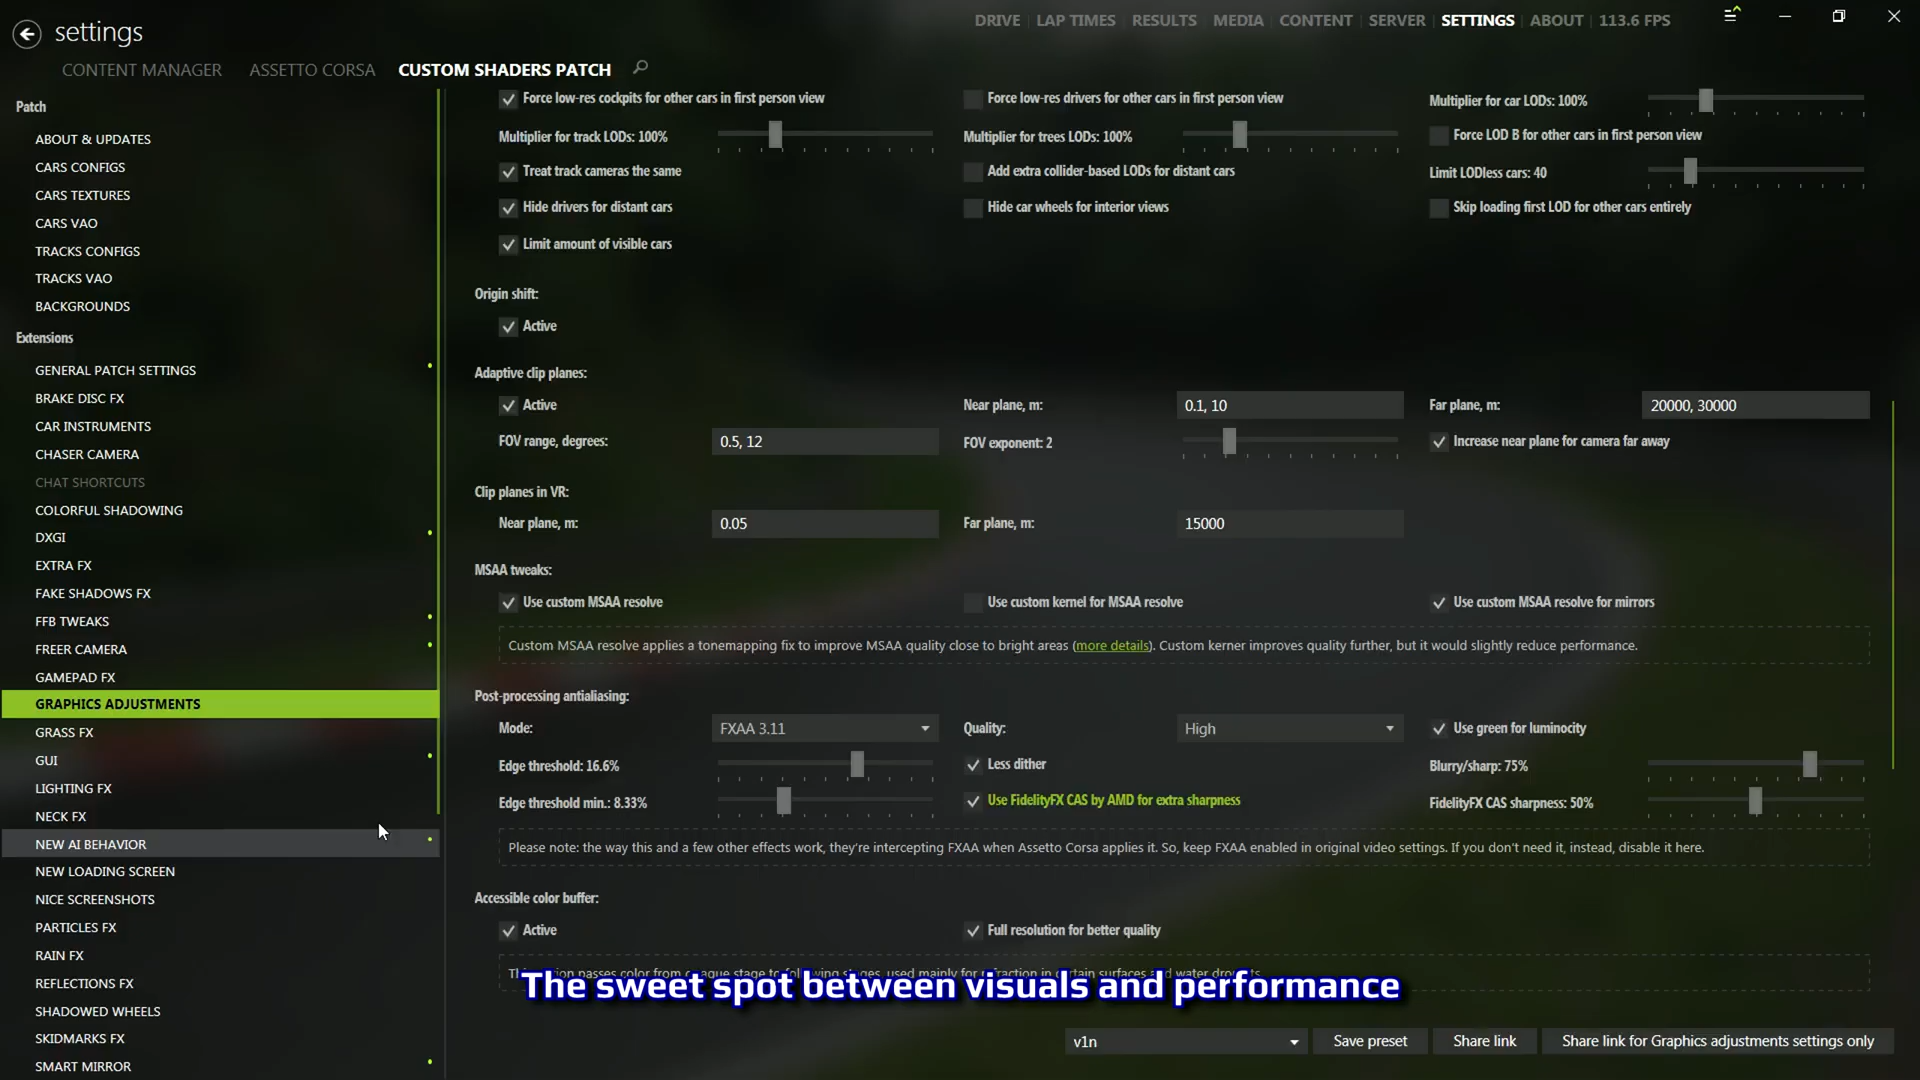 settings
DRIVE LAP TIMES RESULTS MEDIA CONTENT SERVER SETTINGS ABOUT 113.6 FPS
CONTENT MANAGER ASSETTO CORSA CUSTOM SHADERS PATCH
Patch
ABOUT & UPDATES
CARS CONFIGS
CARS TEXTURES
CARS VAO
TRACKS CONFIGS
TRACKS VAO
BACKGROUNDS
Extensions
GENERAL PATCH SETTINGS
BRAKE DISC FX
CAR INSTRUMENTS
CHASER CAMERA
CHAT SHORTCUTS
COLORFUL SHADOWING
DXGI
EXTRA FX
FAKE SHADOWS FX
FFB TWEAKS
FREER CAMERA
GAMEPAD FX
GRAPHICS ADJUSTMENTS
GRASS FX
GUI
LIGHTING FX
NECK FX
NEW AI BEHAVIOR
NEW LOADING SCREEN
NICE SCREENSHOTS
PARTICLES FX
RAIN FX
REFLECTIONS FX
SHADOWED WHEELS
SKIDMARKS FX
SMART MIRROR
Force low-res cockpits for other cars in first person view Force low-res drivers for other cars in first person view Multiplier for car LODs: 100%
Multiplier for track LODs: 100% Multiplier for trees LODs: 100% Force LOD B for other cars in first person view
Treat track cameras the same Add extra collider-based LODs for distant cars Limit LODless cars: 40
Hide drivers for distant cars Hide car wheels for interior views Skip loading first LOD for other cars entirely
Limit amount of visible cars
Origin shift:
Active
Adaptive clip planes:
Active Near plane, m: 0.1, 10 Far plane, m: 20000, 30000
FOV range, degrees: 0.5, 12 FOV exponent: 2 Increase near plane for camera far away
Clip planes in VR:
Near plane, m: 0.05 Far plane, m: 15000
MSAA tweaks:
Use custom MSAA resolve Use custom kernel for MSAA resolve Use custom MSAA resolve for mirrors
Custom MSAA resolve applies a tonemapping fix to improve MSAA quality close to bright areas (more details). Custom kerner improves quality further, but it would slightly reduce performance.
Post-processing antialiasing:
Mode: FXAA 3.11 Quality: High Use green for luminocity
Edge threshold: 16.6% Less dither Blurry/sharp: 75%
Edge threshold min.: 8.33% Use FidelityFX CAS by AMD for extra sharpness FidelityFX CAS sharpness: 50%
Please note: the way this and a few other effects work, they're intercepting FXAA when Assetto Corsa applies it. So, keep FXAA enabled in original video settings. If you don't need it, instead, disable it here.
Accessible color buffer:
Active Full resolution for better quality
passes color from opaque stage to following stages, used mainly for refraction in certain surfaces and water
The sweet spot between visuals and performance
v1n Save preset Share link Share link for Graphics adjustments settings only